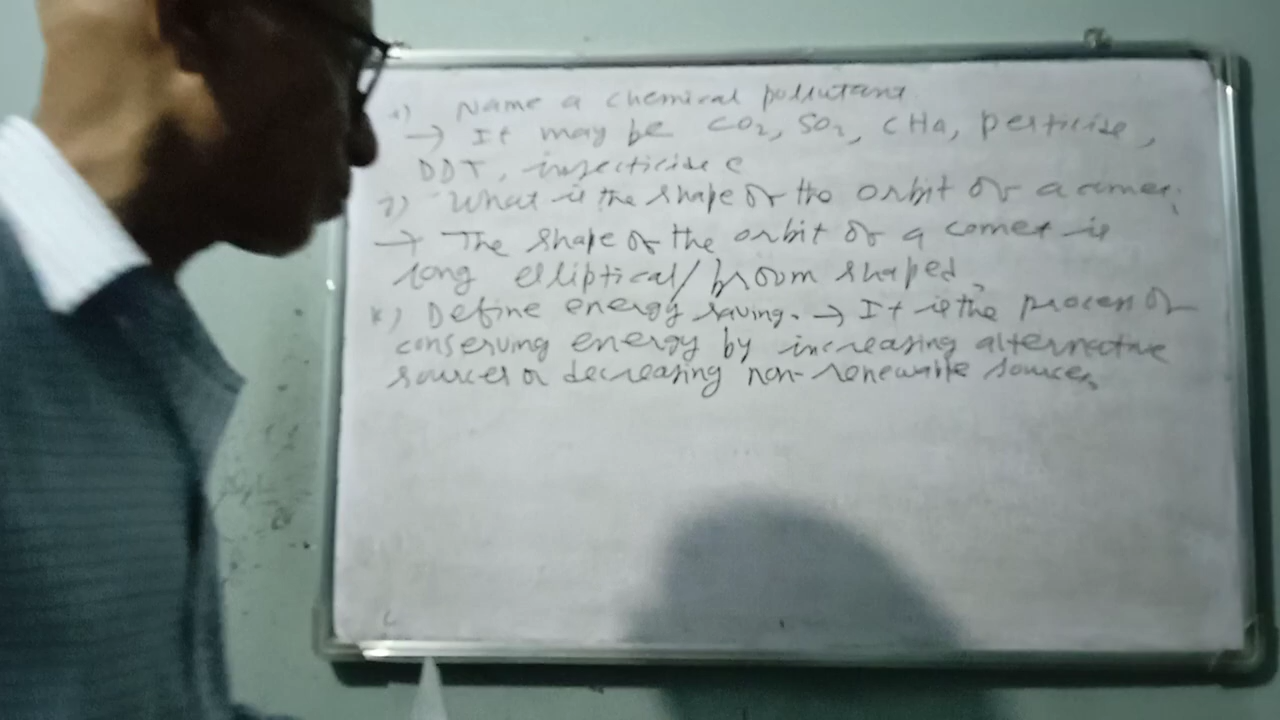 i) Name a chemical pollutant
→ It may be CO2, SO2, CH4, pesticide,
DDT, insecticide e
j) What is the shape of the orbit of a comet.
→ The shape of the orbit of a comet is
long elliptical/broom shaped.
k) Define energy saving. → It is the process of
conserving energy by increasing alternative
sources or decreasing non-renewable sources.